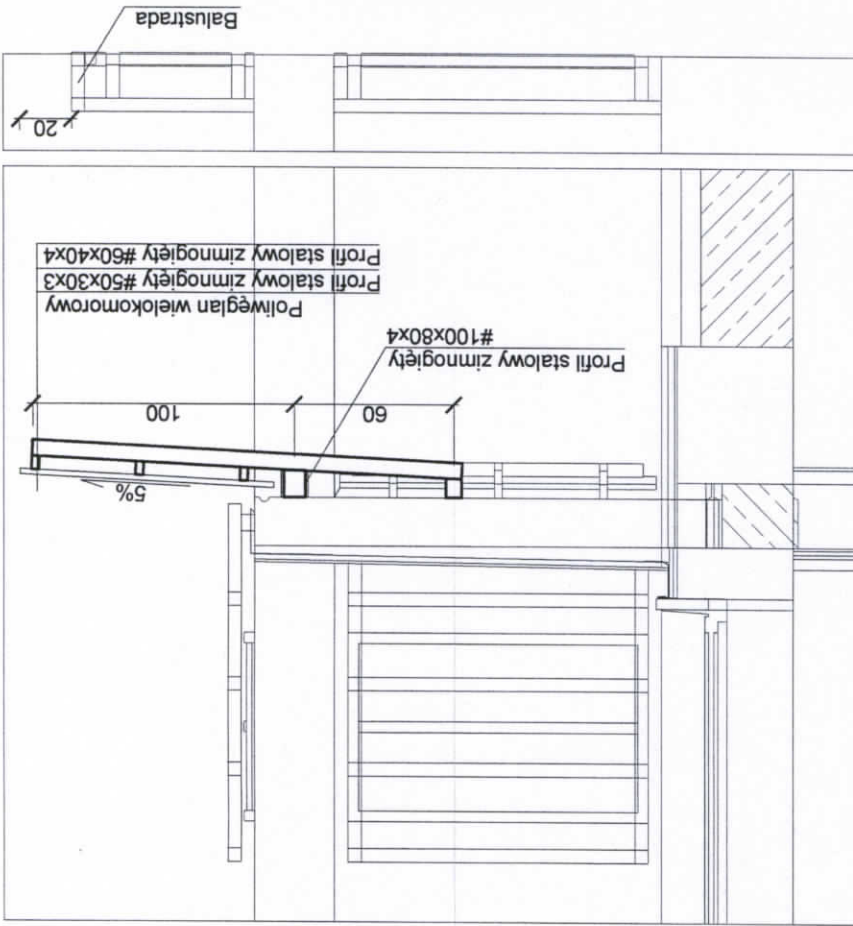 5%
60
100
Profil stalowy zimnogięty
#100x80x4
Poliwęglan wielokomorowy
Profil stalowy zimnogięty #50x30x3
Profil stalowy zimnogięty #60x40x4
20
Balustrada